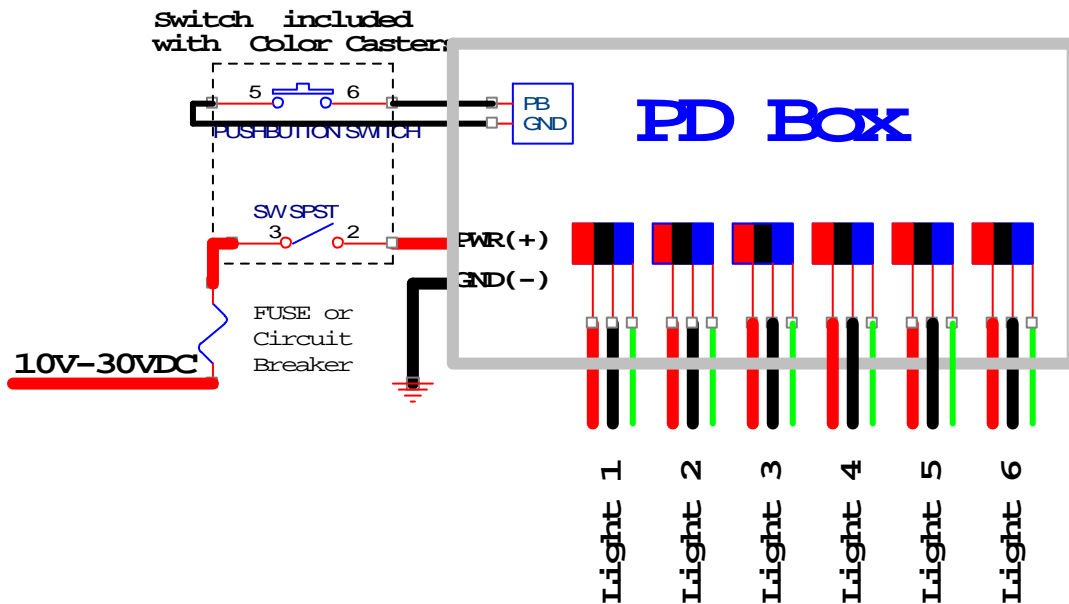 Switch included
with Color Casters
5 6
PUSHBUTTON SWITCH
PB
GND
PD Box
SW SPST
3 2
PWR(+)
GND(-)
FUSE or
Circuit
Breaker
10V-30VDC
Light 1
Light 2
Light 3
Light 4
Light 5
Light 6